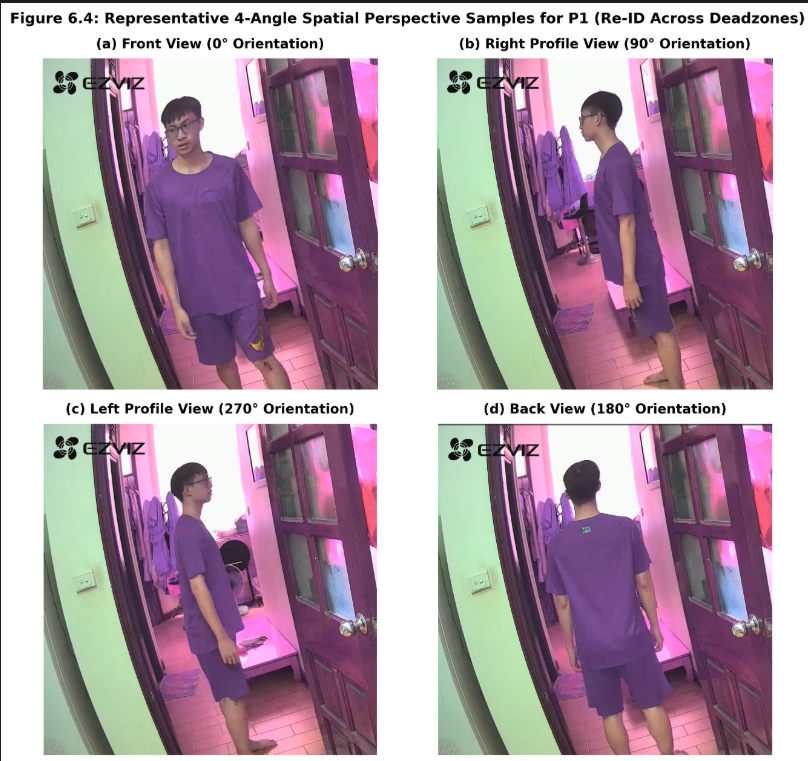 Figure 6.4: Representative 4-Angle Spatial Perspective Samples for P1 (Re-ID Across Deadzones)
(a) Front View (0° Orientation)
(b) Right Profile View (90° Orientation)
EZVIZ
EZVIZ
(c) Left Profile View (270° Orientation)
(d) Back View (180° Orientation)
EZVIZ
EZVIZ